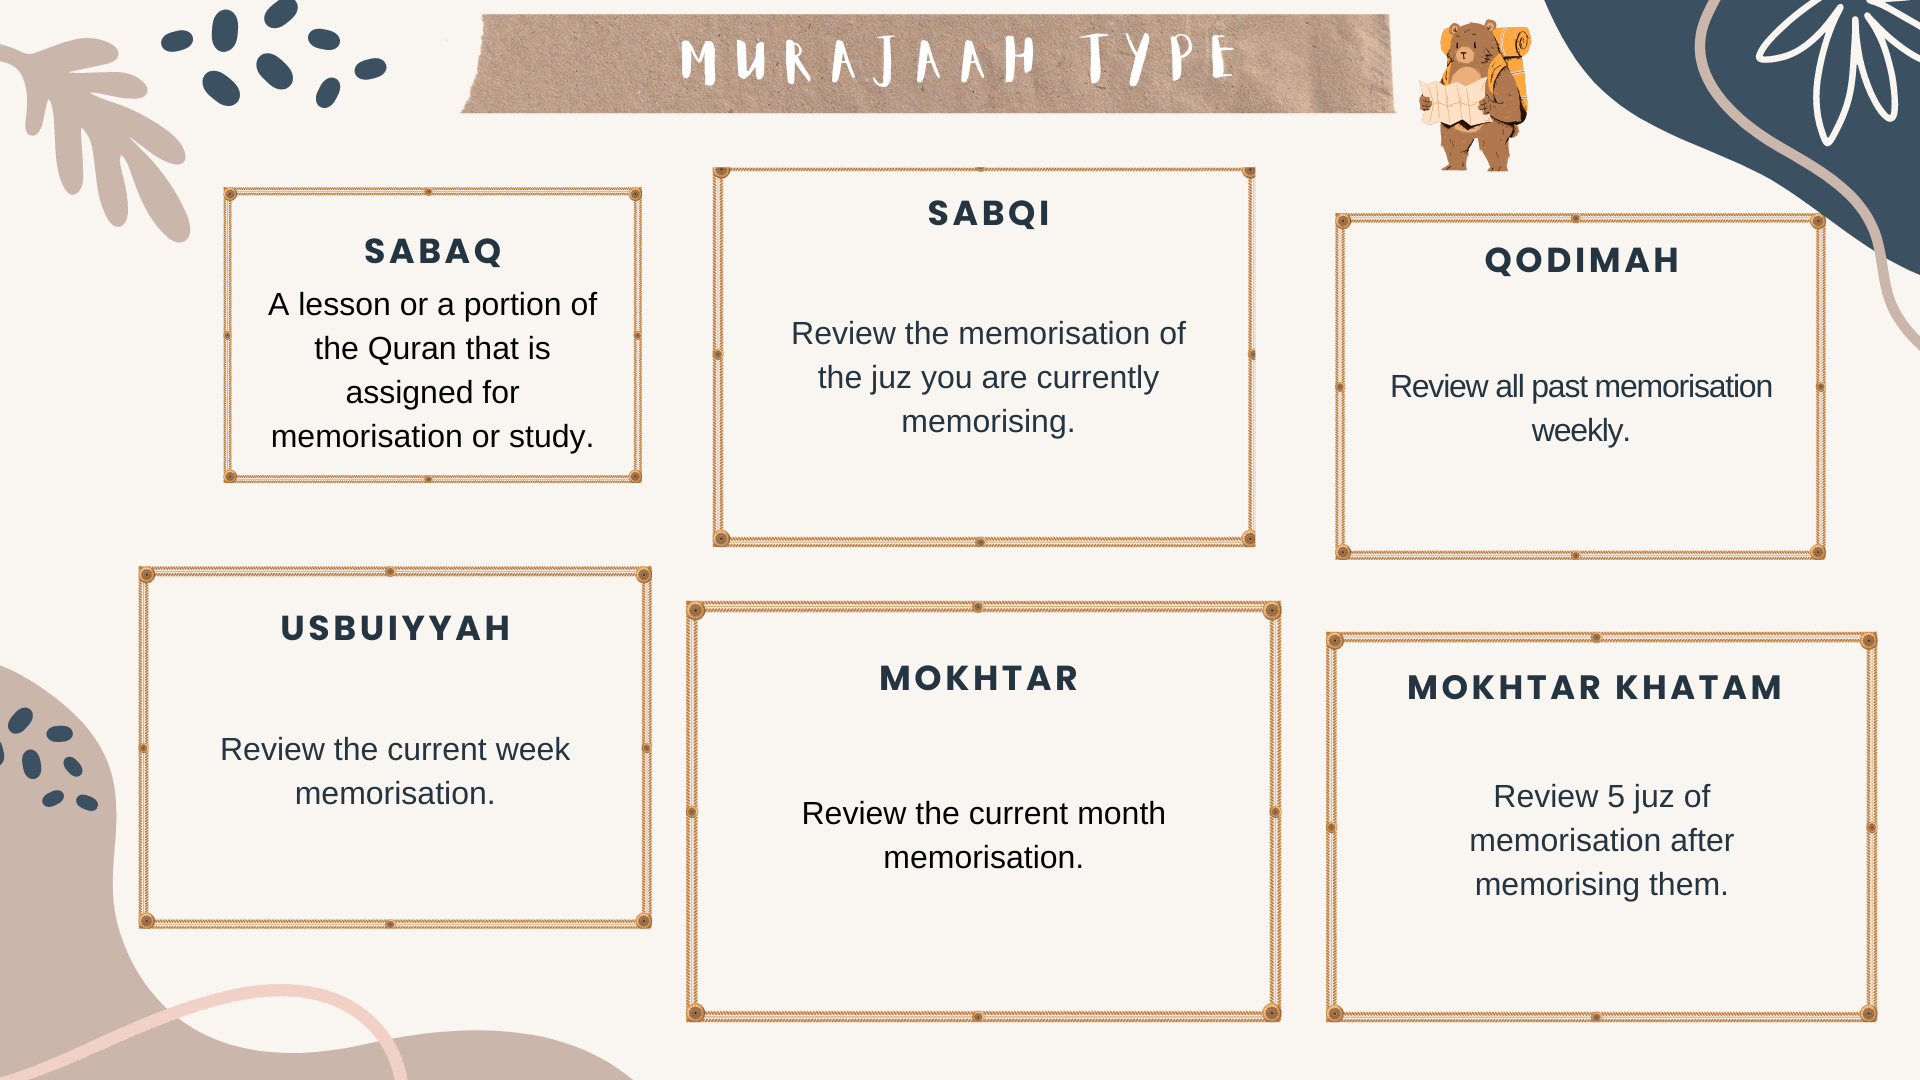 MURAJAAH TYPE
SABAQ
A lesson or a portion of
the Quran that is
assigned for
memorisation or study.
SABQI
Review the memorisation of
the juz you are currently
memorising.
QODIMAH
Review all past memorisation
weekly.
USBUIYYAH
Review the current week
memorisation.
MOKHTAR
Review the current month
memorisation.
MOKHTAR KHATAM
Review 5 juz of
memorisation after
memorising them.